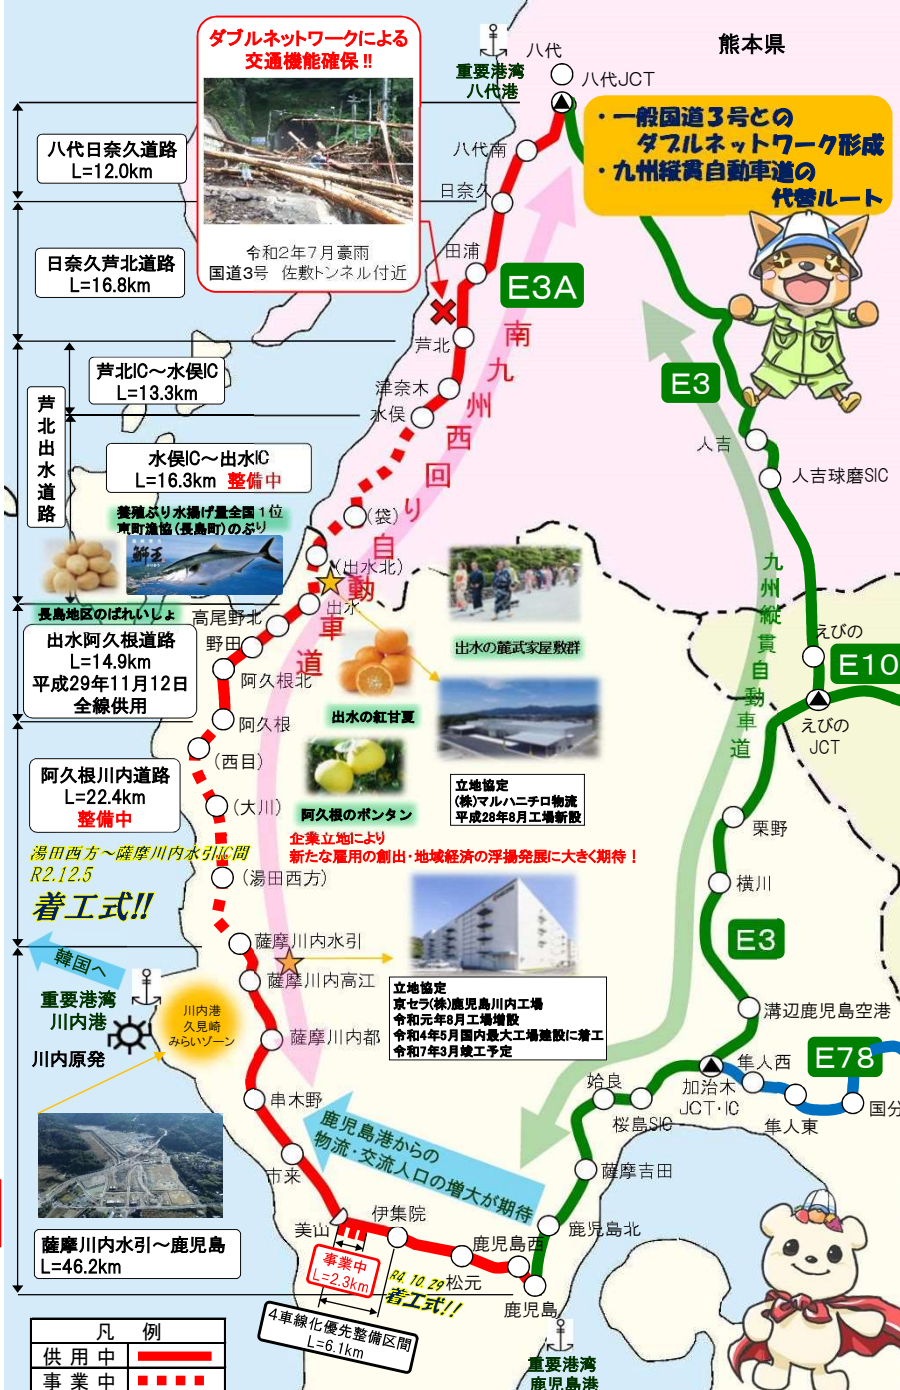 ダブルネットワークによる
交通機能確保!!
令和2年7月豪雨
国道3号 佐敷トンネル付近
重要港湾
八代港
熊本県
八代
八代JCT
・一般国道3号との
ダブルネットワーク形成
・九州縦貫自動車道の
代替ルート
八代日奈久道路
L=12.0km
八代南
日奈久
日奈久芦北道路
L=16.8km
田浦
E3A
芦北
芦北IC～水俣IC
L=13.3km
津奈木
水俣
E3
芦北出水道路
水俣IC～出水IC
L=16.3km 整備中
南九州西回り自動車道
人吉
人吉球磨SIC
養殖ぶり水揚げ量全国1位
東町漁協(長島町)のぶり
鰤王
(袋)
(出水北)
長島地区のばれいしょ
出水
高尾野北
野田
出水の麓武家屋敷群
九州縦貫自動車道
えびの
E10
えびの
JCT
出水阿久根道路
L=14.9km
平成29年11月12日
全線供用
阿久根北
出水の紅甘夏
阿久根
(西目)
阿久根川内道路
L=22.4km
整備中
(大川)
阿久根のボンタン
立地協定
(株)マルハニチロ物流
平成28年8月工場新設
栗野
企業立地により
新たな雇用の創出・地域経済の浮揚発展に大きく期待！
湯田西方～薩摩川内水引IC間
R2.12.5
着工式!!
(湯田西方)
横川
E3
薩摩川内水引
韓国へ
重要港湾
川内港
薩摩川内高江
川内港
久見崎
みらいゾーン
川内原発
薩摩川内都
立地協定
京セラ(株)鹿児島川内工場
令和元年8月工場増設
令和4年5月国内最大工場建設に着工
令和7年3月竣工予定
溝辺鹿児島空港
E78
隼人西
加治木
JCT・IC
姶良
桜島SIC
隼人東
国分
串木野
鹿児島港からの
物流・交流人口の増大が期待
市来
薩摩吉田
薩摩川内水引～鹿児島
L=46.2km
美山
伊集院
鹿児島北
鹿児島西
事業中
L=2.3km
R4.10.29
着工式!!
松元
鹿児島
4車線化優先整備区間
L=6.1km
重要港湾
鹿児島港
凡例
供用中
事業中